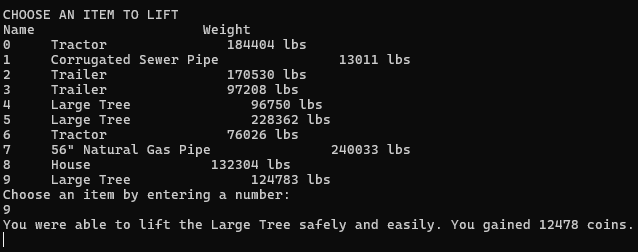 CHOOSE AN ITEM TO LIFT
Name                     Weight
0     Tractor               184404 lbs
1     Corrugated Sewer Pipe               13011 lbs
2     Trailer               170530 lbs
3     Trailer               97208 lbs
4     Large Tree               96750 lbs
5     Large Tree               228362 lbs
6     Tractor               76026 lbs
7     56" Natural Gas Pipe               240033 lbs
8     House               132304 lbs
9     Large Tree               124783 lbs
Choose an item by entering a number:
9
You were able to lift the Large Tree safely and easily. You gained 12478 coins.